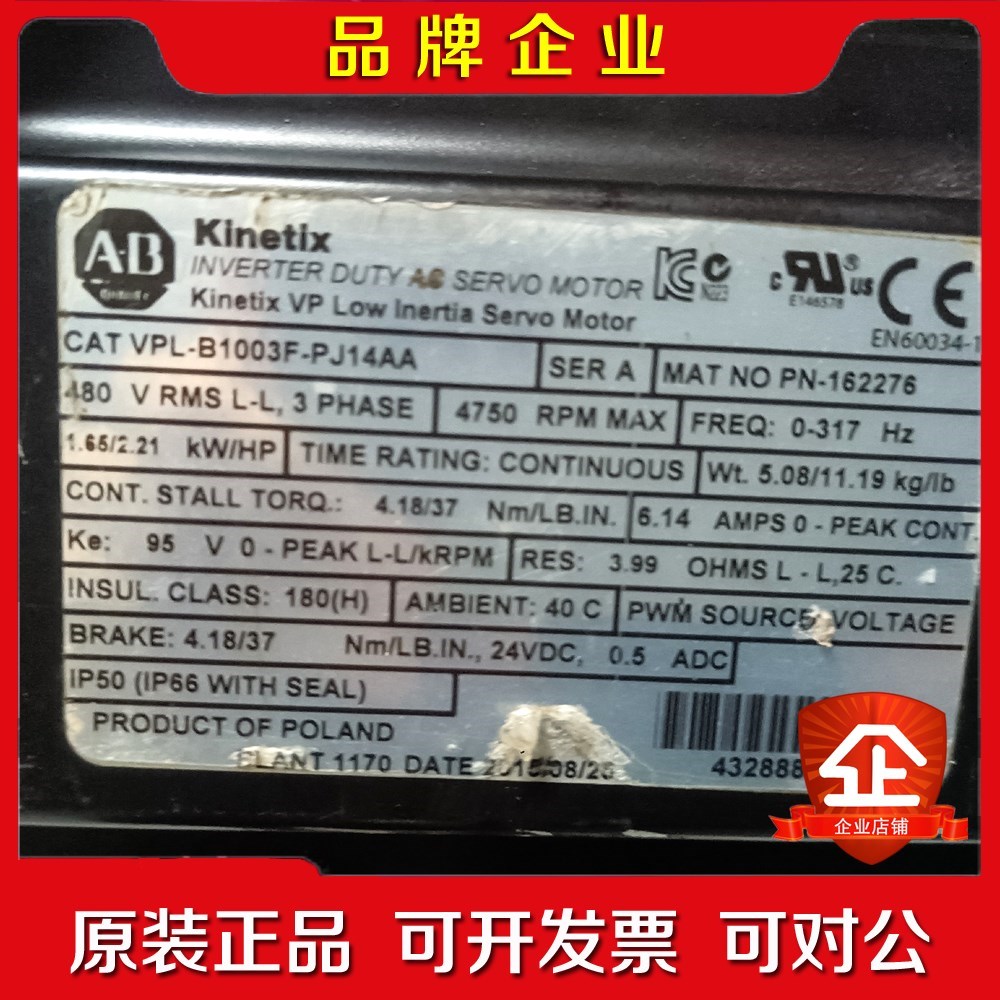 品牌企业
A-B
Kinetix
INVERTER DUTY AC SERVO MOTOR
Kinetix VP Low Inertia Servo Motor
c RU US
E146578
CE
EN60034-1
CAT VPL-B1003F-PJ14AA SER A MAT NO PN-162276
480 V RMS L-L, 3 PHASE 4750 RPM MAX FREQ: 0-317 Hz
1.65/2.21 kW/HP TIME RATING: CONTINUOUS Wt. 5.08/11.19 kg/lb
CONT. STALL TORQ.: 4.18/37 Nm/LB.IN. 6.14 AMPS 0 - PEAK CONT
Ke: 95 V 0 - PEAK L-L/kRPM RES: 3.99 OHMS L - L,25 C.
INSUL. CLASS: 180(H) AMBIENT: 40 C PWM SOURCE: VOLTAGE
BRAKE: 4.18/37 Nm/LB.IN., 24VDC, 0.5 ADC
IP50 (IP66 WITH SEAL)
PRODUCT OF POLAND
PLANT 1170 DATE
432888
企业店铺
原装正品 可开发票 可对公